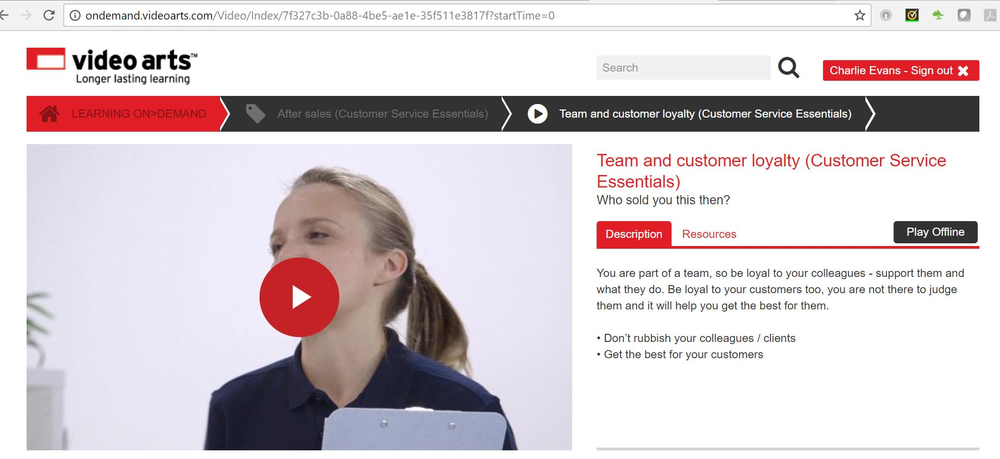 ondemand.videoarts.com/Video/Index/7f327c3b-0a88-4be5-ae1e-35f511e3817f?startTime=0
video arts™
Longer lasting learning
Search
Charlie Evans - Sign out
LEARNING ON>DEMAND
After sales (Customer Service Essentials)
Team and customer loyalty (Customer Service Essentials)
Team and customer loyalty (Customer Service
Essentials)
Who sold you this then?
Description
Resources
Play Offline
You are part of a team, so be loyal to your colleagues - support them and
what they do. Be loyal to your customers too, you are not there to judge
them and it will help you get the best for them.
• Don’t rubbish your colleagues / clients
• Get the best for your customers